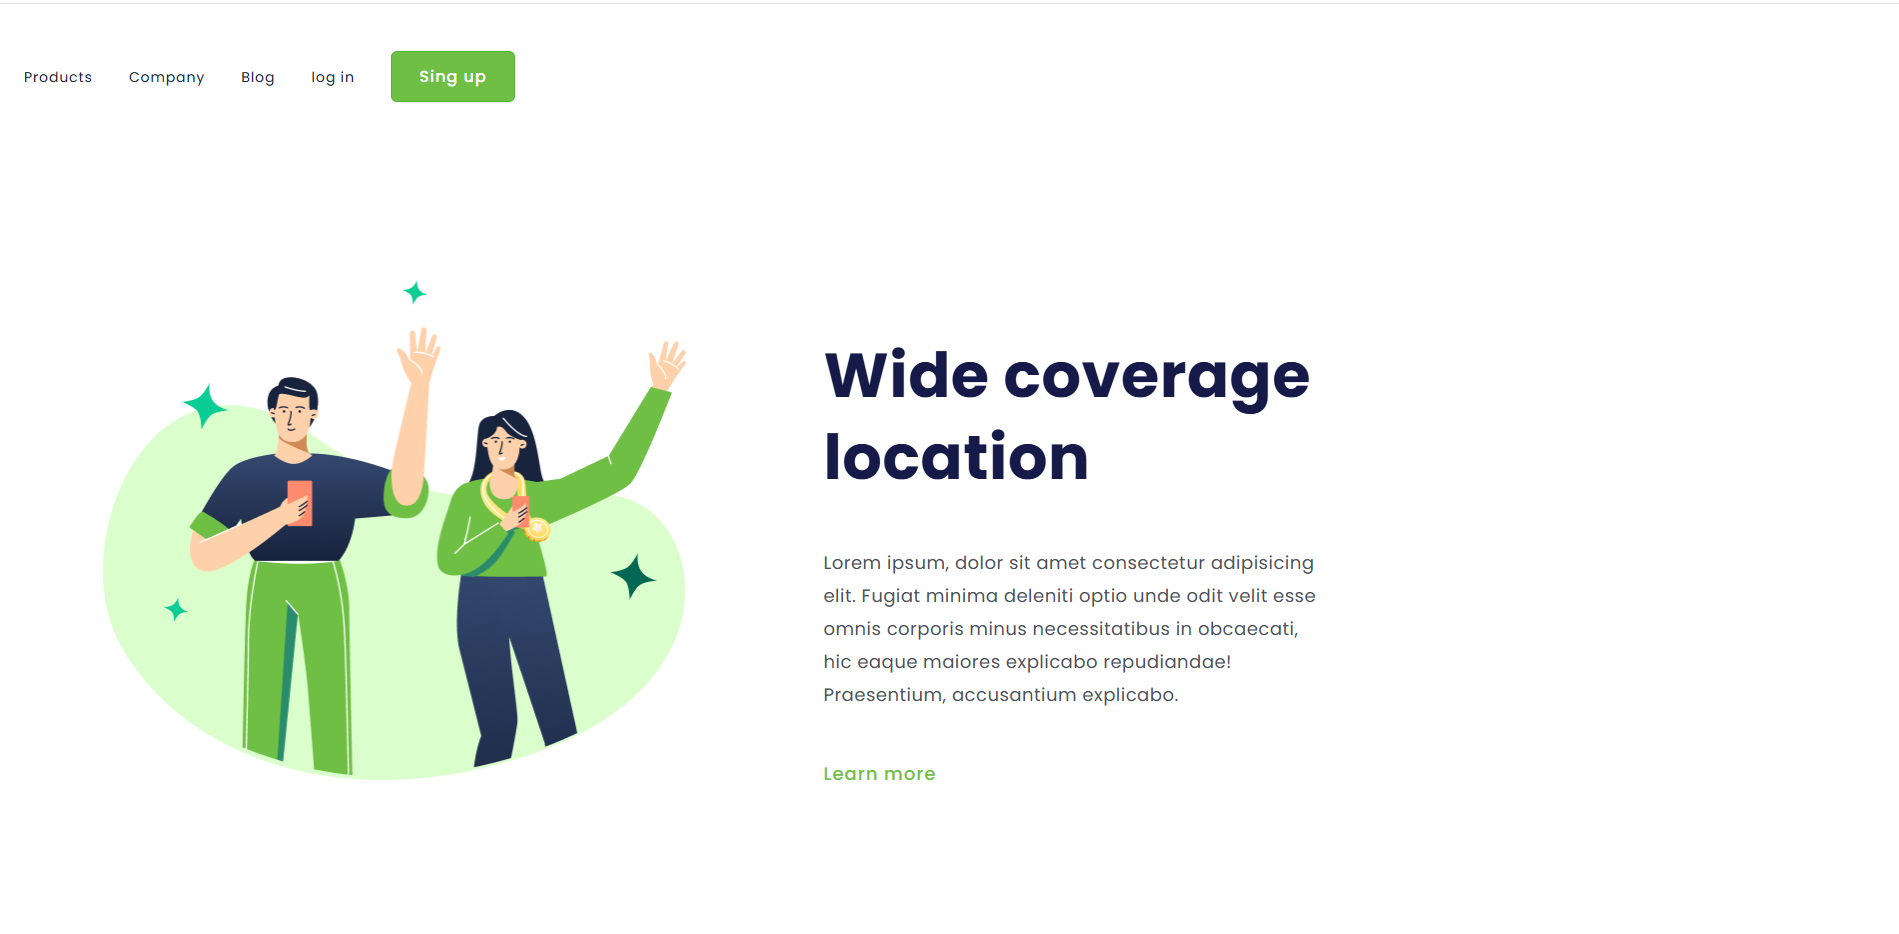 Products Company Blog log in Sing up
Wide coverage
location
Lorem ipsum, dolor sit amet consectetur adipisicing
elit. Fugiat minima deleniti optio unde odit velit esse
omnis corporis minus necessitatibus in obcaecati,
hic eaque maiores explicabo repudiandae!
Praesentium, accusantium explicabo.
Learn more